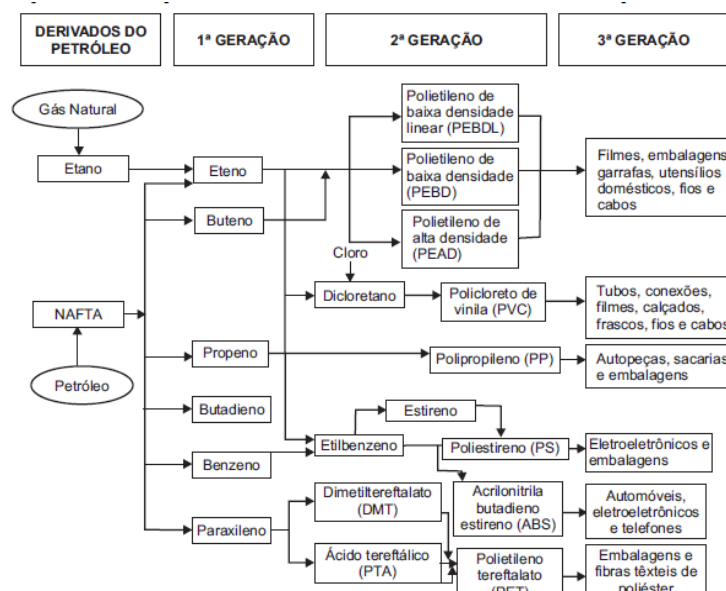 DERIVADOS DO
PETRÓLEO
1ª GERAÇÃO
2ª GERAÇÃO
3ª GERAÇÃO
Gás Natural
Etano
Eteno
Buteno
Polietileno de
baixa densidade
linear (PEBDL)
Polietileno de
baixa densidade
(PEBD)
Polietileno de
alta densidade
(PEAD)
Filmes, embalagens
garrafas, utensílios
domésticos, fios e
cabos
Cloro
Dicloretano
Policloreto de
vinila (PVC)
Tubos, conexões,
filmes, calçados,
frascos, fios e cabos
NAFTA
Petróleo
Propeno
Polipropileno (PP)
Autopeças, sacarias
e embalagens
Butadieno
Estireno
Benzeno
Etilbenzeno
Poliestireno (PS)
Eletroeletrônicos e
embalagens
Paraxileno
Dimetiltereftalato
(DMT)
Acrilonitrila
butadieno
estireno (ABS)
Automóveis,
eletroeletrônicos
e telefones
Ácido tereftálico
(PTA)
Polietileno
tereftalato
(PET)
Embalagens e
fibras têxteis de
poliéster